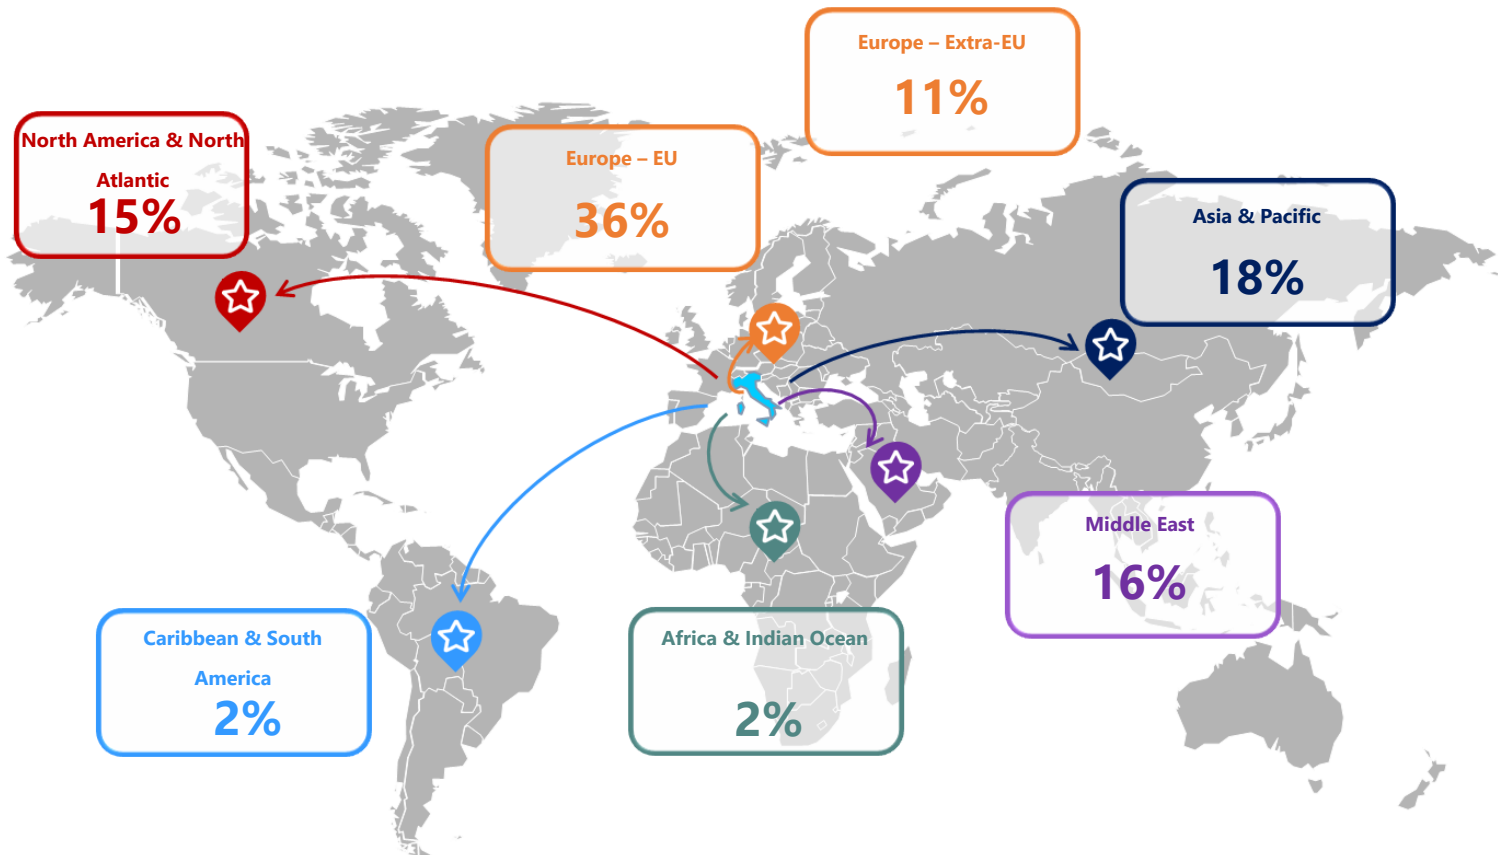 Europe – Extra-EU
11%
North America & North
Atlantic
15%
Europe – EU
36%
Asia & Pacific
18%
Middle East
16%
Caribbean & South
America
2%
Africa & Indian Ocean
2%